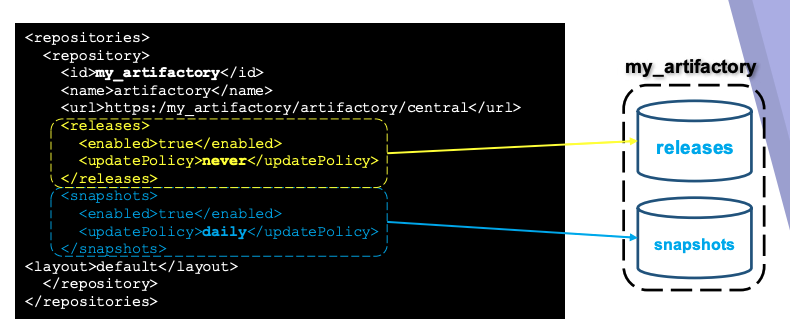 <repositories>
<repository>
<id>my_artifactory</id>
<name>artifactory</name>
<url>https:/my_artifactory/artifactory/central</url>
<releases>
<enabled>true</enabled>
<updatePolicy>never</updatePolicy>
</releases>
<snapshots>
<enabled>true</enabled>
<updatePolicy>daily</updatePolicy>
</snapshots>
<layout>default</layout>
</repository>
</repositories>
my_artifactory
releases
snapshots